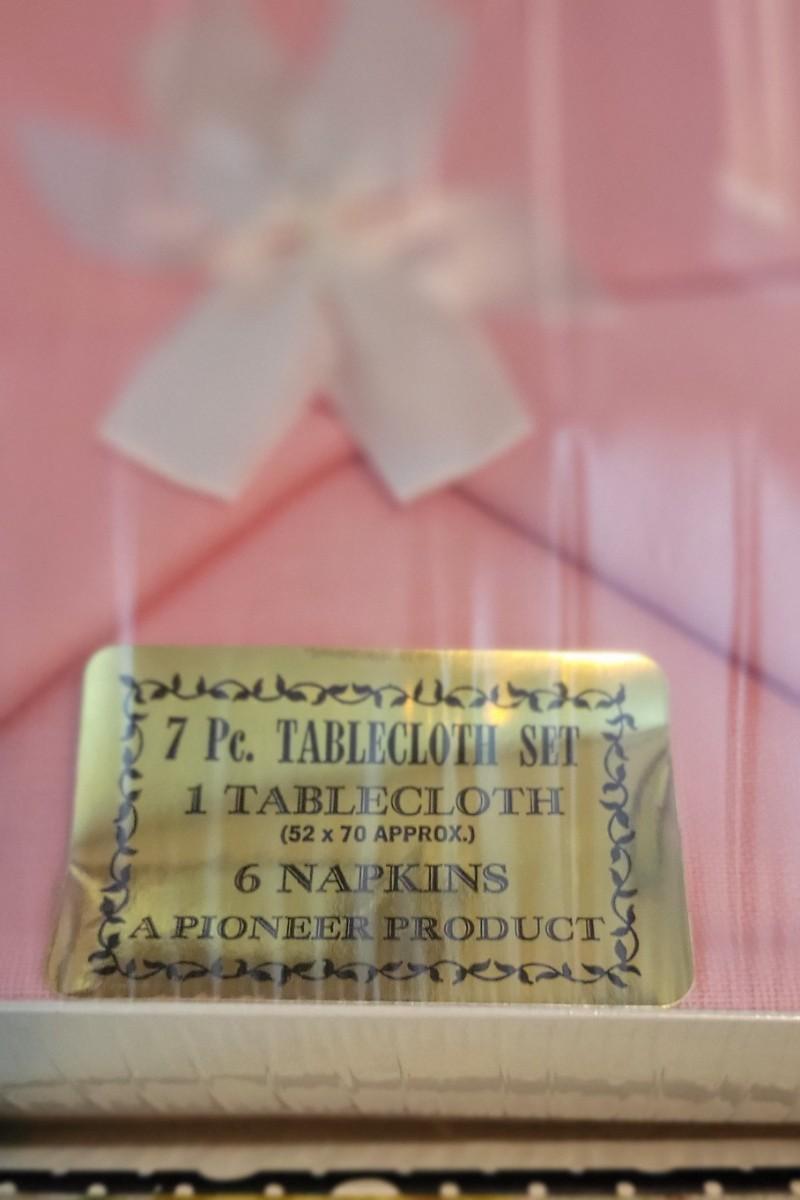 7 Pc. TABLECLOTH SET
1 TABLECLOTH
(52 x 70 APPROX.)
6 NAPKINS
A PIONEER PRODUCT